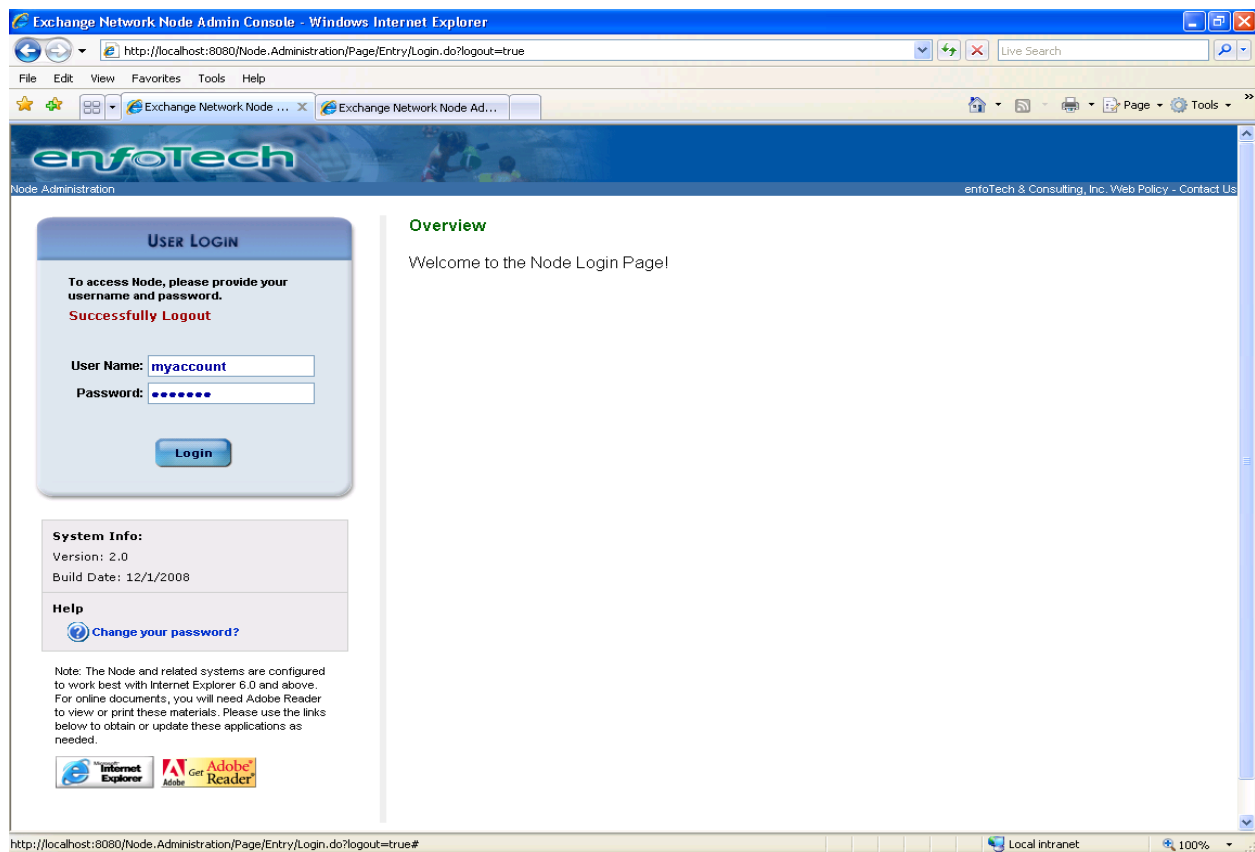 Exchange Network Node Admin Console - Windows Internet Explorer
http://localhost:8080/Node.Administration/Page/Entry/Login.do?logout=true
Live Search
File Edit View Favorites Tools Help
Exchange Network Node ...
Exchange Network Node Ad...
Page
Tools
enfoTech
Node Administration
enfoTech & Consulting, Inc. Web Policy - Contact Us
USER LOGIN
To access Node, please provide your
username and password.
Successfully Logout
User Name: myaccount
Password: •••••••
Login
System Info:
Version: 2.0
Build Date: 12/1/2008
Help
Change your password?
Note: The Node and related systems are configured
to work best with Internet Explorer 6.0 and above.
For online documents, you will need Adobe Reader
to view or print these materials. Please use the links
below to obtain or update these applications as
needed.
Microsoft
Internet
Explorer
Adobe
Get Adobe
Reader
Overview
Welcome to the Node Login Page!
http://localhost:8080/Node.Administration/Page/Entry/Login.do?logout=true#
Local intranet
100%